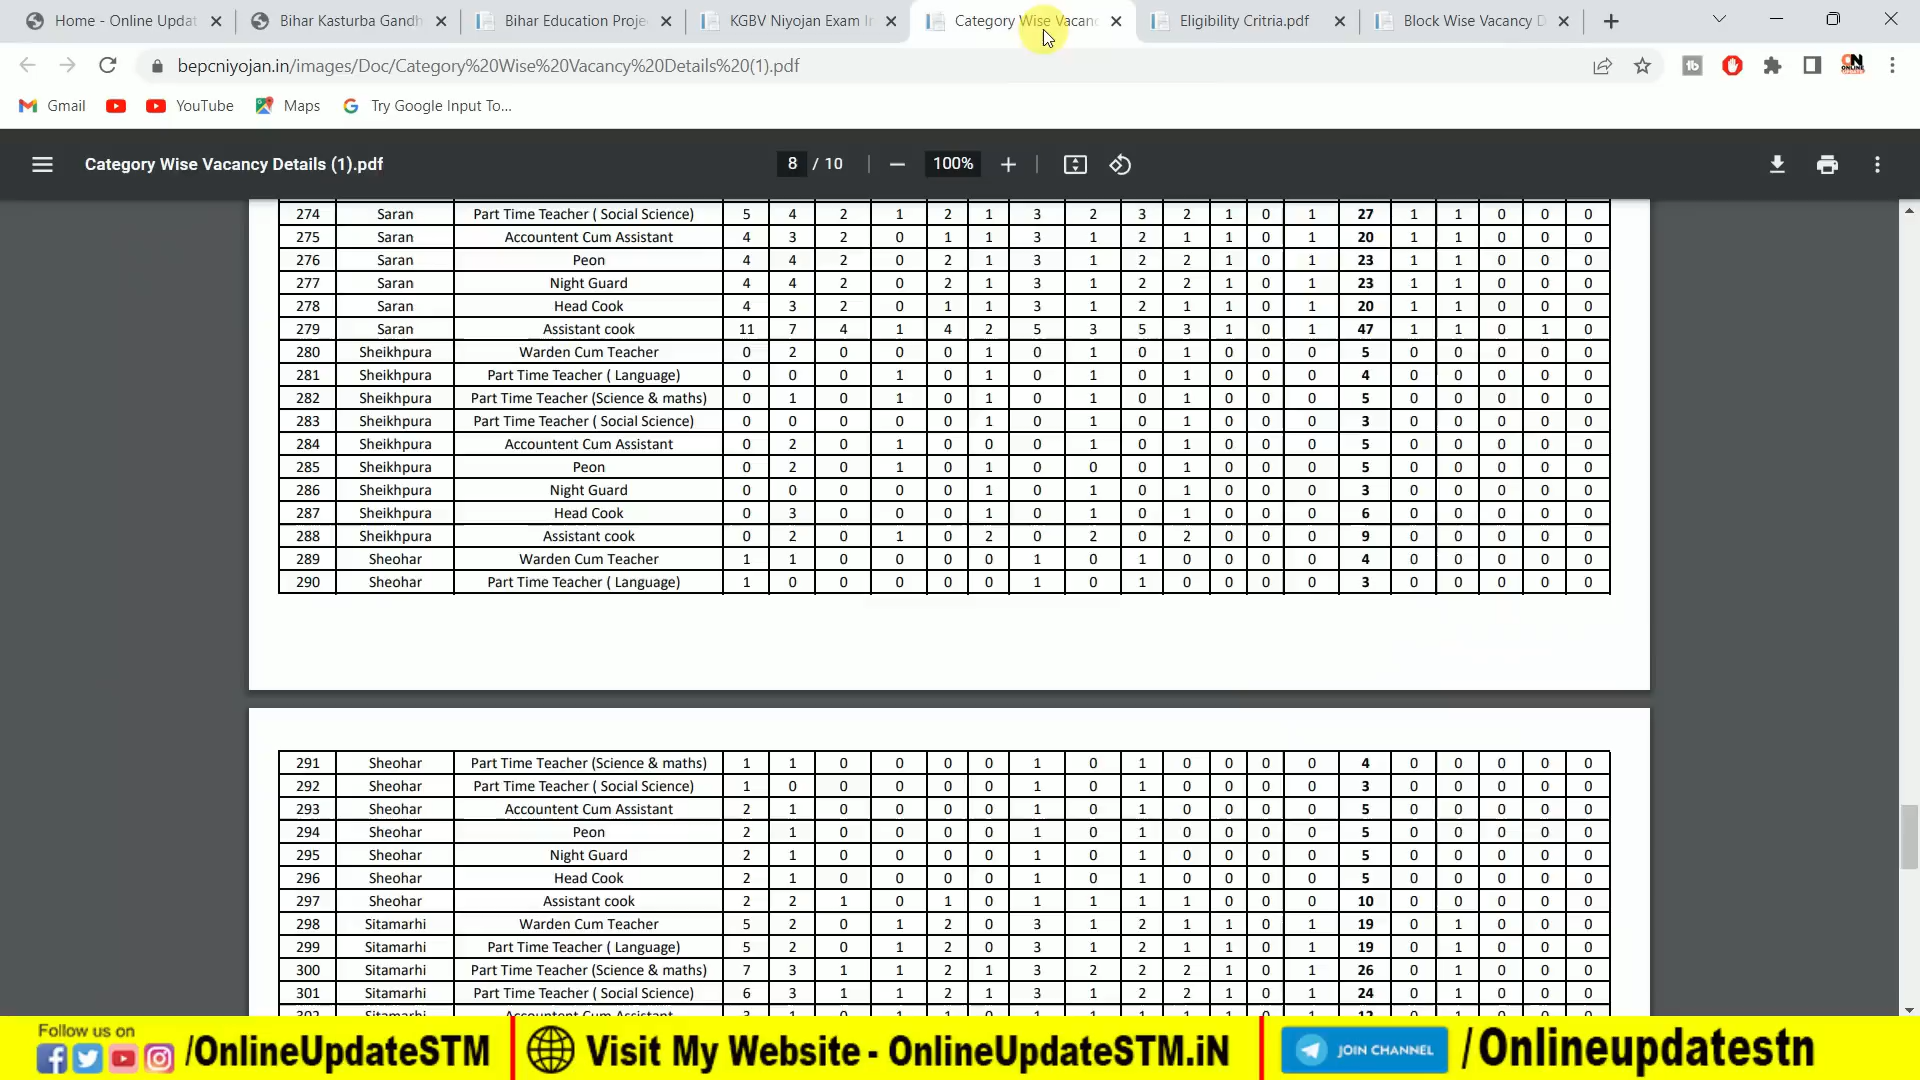 Home - Online Updat
Bihar Kasturba Gandh
Bihar Education Proje
KGBV Niyojan Exam In
Category Wise Vacan
Eligibility Critria.pdf
Block Wise Vacancy D
bepcniyojan.in/images/Doc/Category%20Wise%20Vacancy%20Details%20(1).pdf
Gmail YouTube Maps Try Google Input To...
Category Wise Vacancy Details (1).pdf
8 / 10
100%
274 Saran Part Time Teacher ( Social Science) 5 4 2 1 2 1 3 2 3 2 1 0 1 27 1 1 0 0 0
275 Saran Accountent Cum Assistant 4 3 2 0 1 1 3 1 2 1 1 0 1 20 1 1 0 0 0
276 Saran Peon 4 4 2 0 2 1 3 1 2 2 1 0 1 23 1 1 0 0 0
277 Saran Night Guard 4 4 2 0 2 1 3 1 2 2 1 0 1 23 1 1 0 0 0
278 Saran Head Cook 4 3 2 0 1 1 3 1 2 1 1 0 1 20 1 1 0 0 0
279 Saran Assistant cook 11 7 4 1 4 2 5 3 5 3 1 0 1 47 1 1 0 1 0
280 Sheikhpura Warden Cum Teacher 0 2 0 0 0 1 0 1 0 1 0 0 0 5 0 0 0 0 0
281 Sheikhpura Part Time Teacher ( Language) 0 0 0 1 0 1 0 1 0 1 0 0 0 4 0 0 0 0 0
282 Sheikhpura Part Time Teacher (Science & maths) 0 1 0 1 0 1 0 1 0 1 0 0 0 5 0 0 0 0 0
283 Sheikhpura Part Time Teacher ( Social Science) 0 0 0 0 0 1 0 1 0 1 0 0 0 3 0 0 0 0 0
284 Sheikhpura Accountent Cum Assistant 0 2 0 1 0 0 0 1 0 1 0 0 0 5 0 0 0 0 0
285 Sheikhpura Peon 0 2 0 1 0 1 0 0 0 1 0 0 0 5 0 0 0 0 0
286 Sheikhpura Night Guard 0 0 0 0 0 1 0 1 0 1 0 0 0 3 0 0 0 0 0
287 Sheikhpura Head Cook 0 3 0 0 0 1 0 1 0 1 0 0 0 6 0 0 0 0 0
288 Sheikhpura Assistant cook 0 2 0 1 0 2 0 2 0 2 0 0 0 9 0 0 0 0 0
289 Sheohar Warden Cum Teacher 1 1 0 0 0 0 1 0 1 0 0 0 0 4 0 0 0 0 0
290 Sheohar Part Time Teacher ( Language) 1 0 0 0 0 0 1 0 1 0 0 0 0 3 0 0 0 0 0
291 Sheohar Part Time Teacher (Science & maths) 1 1 0 0 0 0 1 0 1 0 0 0 0 4 0 0 0 0 0
292 Sheohar Part Time Teacher ( Social Science) 1 0 0 0 0 0 1 0 1 0 0 0 0 3 0 0 0 0 0
293 Sheohar Accountent Cum Assistant 2 1 0 0 0 0 1 0 1 0 0 0 0 5 0 0 0 0 0
294 Sheohar Peon 2 1 0 0 0 0 1 0 1 0 0 0 0 5 0 0 0 0 0
295 Sheohar Night Guard 2 1 0 0 0 0 1 0 1 0 0 0 0 5 0 0 0 0 0
296 Sheohar Head Cook 2 1 0 0 0 0 1 0 1 0 0 0 0 5 0 0 0 0 0
297 Sheohar Assistant cook 2 2 1 0 1 0 1 1 1 1 0 0 0 10 0 0 0 0 0
298 Sitamarhi Warden Cum Teacher 5 2 0 1 2 0 3 1 2 1 1 0 1 19 0 1 0 0 0
299 Sitamarhi Part Time Teacher ( Language) 5 2 0 1 2 0 3 1 2 1 1 0 1 19 0 1 0 0 0
300 Sitamarhi Part Time Teacher (Science & maths) 7 3 1 1 2 1 3 2 2 2 1 0 1 26 0 1 0 0 0
301 Sitamarhi Part Time Teacher ( Social Science) 6 3 1 1 2 1 3 1 2 2 1 0 1 24 0 1 0 0 0
Follow us on
/OnlineUpdateSTM
Visit My Website - OnlineUpdateSTM.iN
JOIN CHANNEL
/Onlineupdatestn